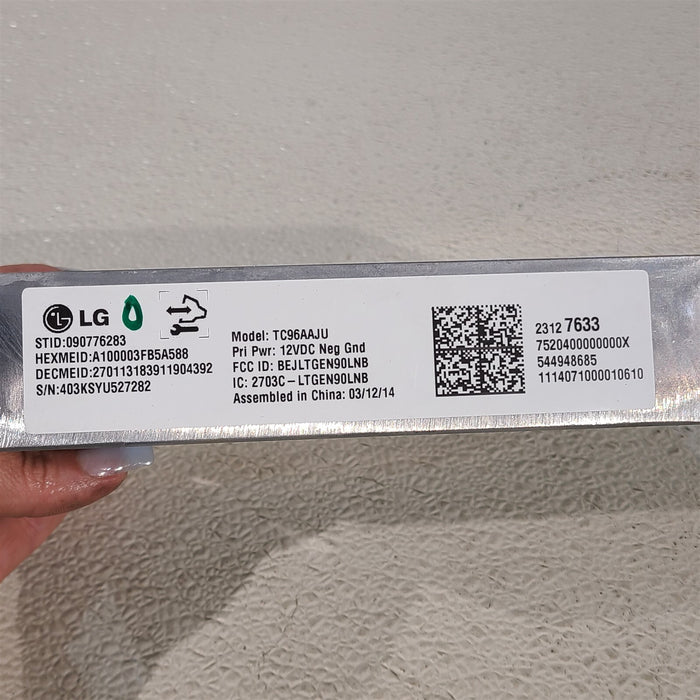 LG
STID:090776283
HEXMEID:A100003FB5A588
DECMEID:270113183911904392
S/N:403KSYU527282
Model: TC96AAJU
Pri Pwr: 12VDC Neg Gnd
FCC ID: BEJLTGEN90LNB
IC: 2703C-LTGEN90LNB
Assembled in China: 03/12/14
2312 7633
7520400000000X
544948685
1114071000010610